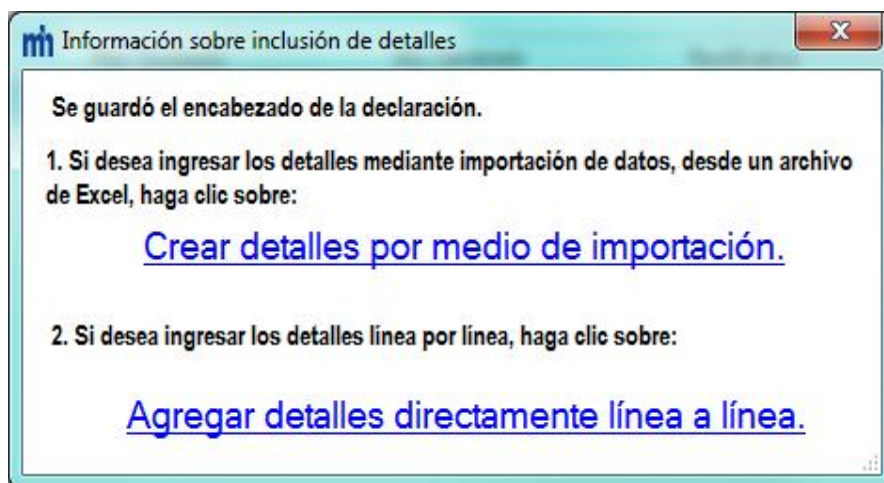 mh Información sobre inclusión de detalles
Se guardó el encabezado de la declaración.
1. Si desea ingresar los detalles mediante importación de datos, desde un archivo
de Excel, haga clic sobre:
Crear detalles por medio de importación.
2. Si desea ingresar los detalles línea por línea, haga clic sobre:
Agregar detalles directamente línea a línea.